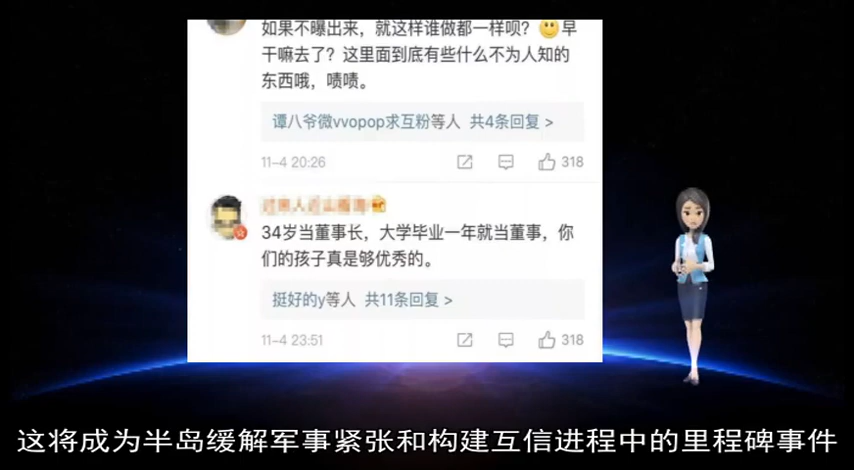 如果不曝出来，就这样谁做都一样呗？🙂早
干嘛去了？这里面到底有些什么不为人知的
东西哦，啧啧。
谭八爷微vvopop求互粉等人 共4条回复 >
11-4 20:26 318
34岁当董事长，大学毕业一年就当董事，你
们的孩子真是够优秀的。
挺好的y等人 共11条回复 >
11-4 23:51 318
这将成为半岛缓解军事紧张和构建互信进程中的里程碑事件